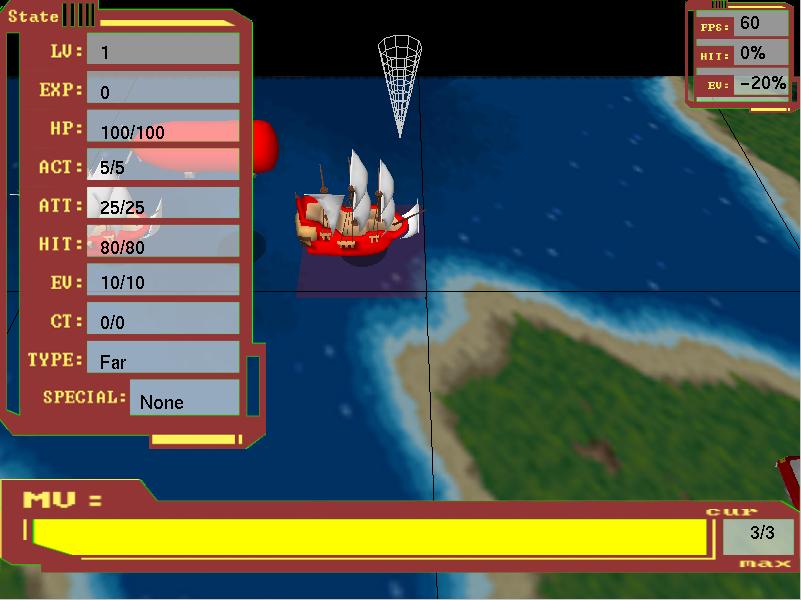 State
LV: 1
EXP: 0
HP: 100/100
ACT: 5/5
ATT: 25/25
HIT: 80/80
EV: 10/10
CT: 0/0
TYPE: Far
SPECIAL: None
FPS: 60
HIT: 0%
EV: -20%
MV =
cur
3/3
max